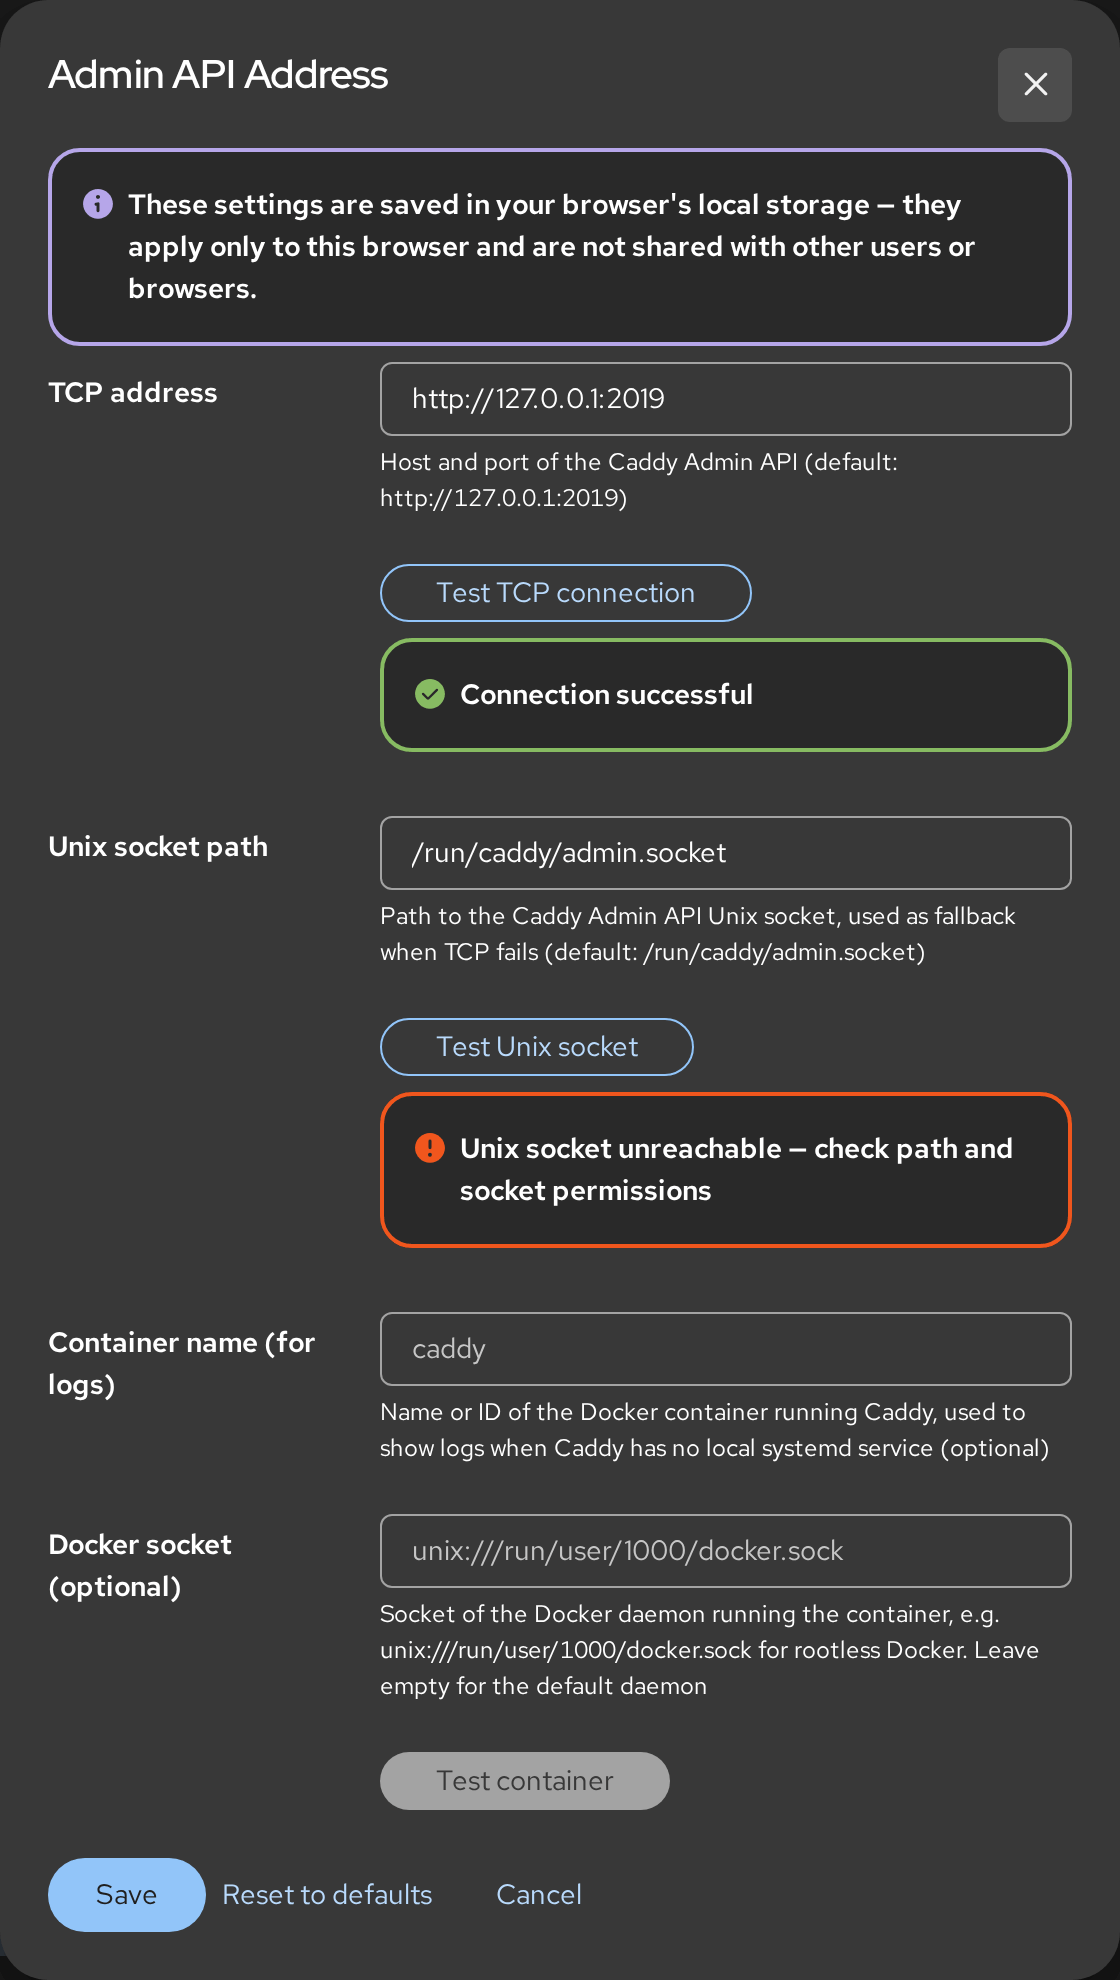 Admin API Address
These settings are saved in your browser's local storage — they
apply only to this browser and are not shared with other users or
browsers.
TCP address
http://127.0.0.1:2019
Host and port of the Caddy Admin API (default:
http://127.0.0.1:2019)
Test TCP connection
Connection successful
Unix socket path
/run/caddy/admin.socket
Path to the Caddy Admin API Unix socket, used as fallback
when TCP fails (default: /run/caddy/admin.socket)
Test Unix socket
Unix socket unreachable — check path and
socket permissions
Container name (for
logs)
caddy
Name or ID of the Docker container running Caddy, used to
show logs when Caddy has no local systemd service (optional)
Docker socket
(optional)
unix:///run/user/1000/docker.sock
Socket of the Docker daemon running the container, e.g.
unix:///run/user/1000/docker.sock for rootless Docker. Leave
empty for the default daemon
Test container
Save
Reset to defaults
Cancel